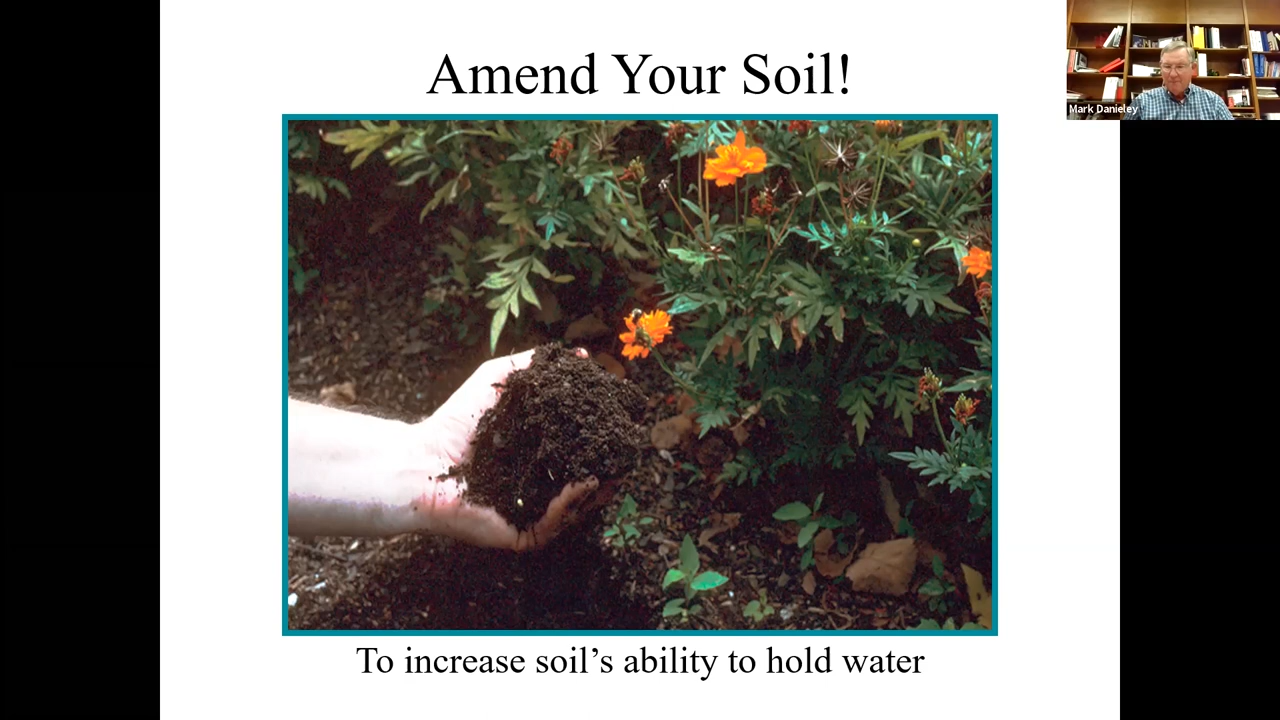 Amend Your Soil!
Mark Danieley
To increase soil’s ability to hold water